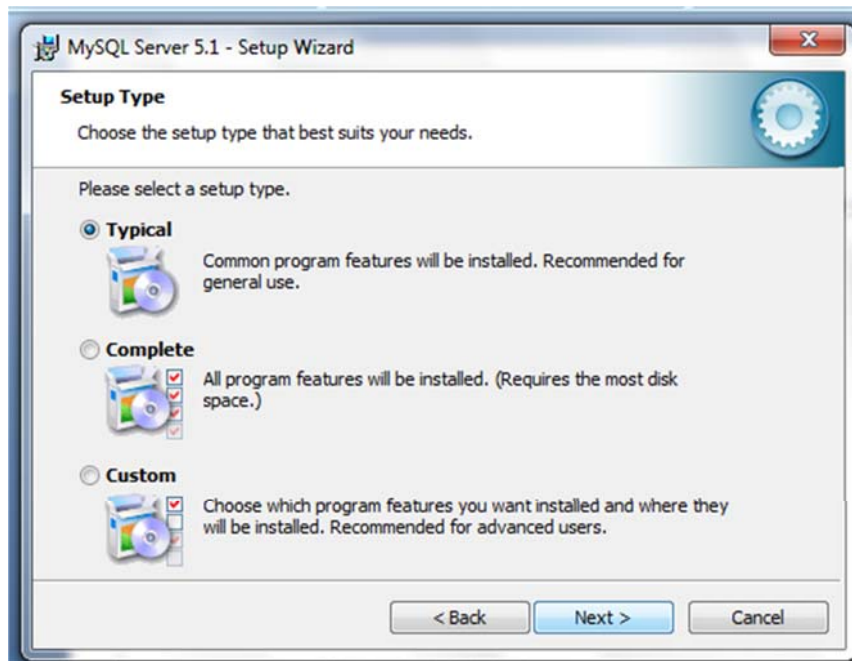 MySQL Server 5.1 - Setup Wizard
Setup Type
Choose the setup type that best suits your needs.
Please select a setup type.
Typical
Common program features will be installed. Recommended for
general use.
Complete
All program features will be installed. (Requires the most disk
space.)
Custom
Choose which program features you want installed and where they
will be installed. Recommended for advanced users.
< Back
Next >
Cancel